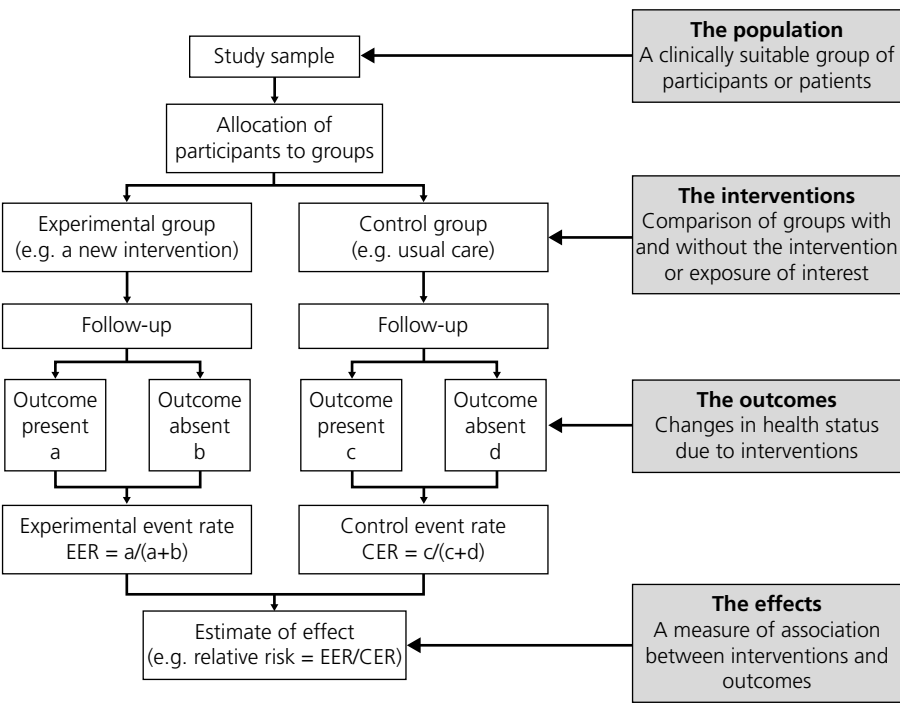 The population
A clinically suitable group of
participants or patients
Study sample
Allocation of
participants to groups
The interventions
Comparison of groups with
and without the intervention
or exposure of interest
Experimental group
(e.g. a new intervention)
Control group
(e.g. usual care)
Follow-up
Follow-up
Outcome
present
a
Outcome
absent
b
Outcome
present
c
Outcome
absent
d
The outcomes
Changes in health status
due to interventions
Experimental event rate
EER = a/(a+b)
Control event rate
CER = c/(c+d)
The effects
A measure of association
between interventions and
outcomes
Estimate of effect
(e.g. relative risk = EER/CER)